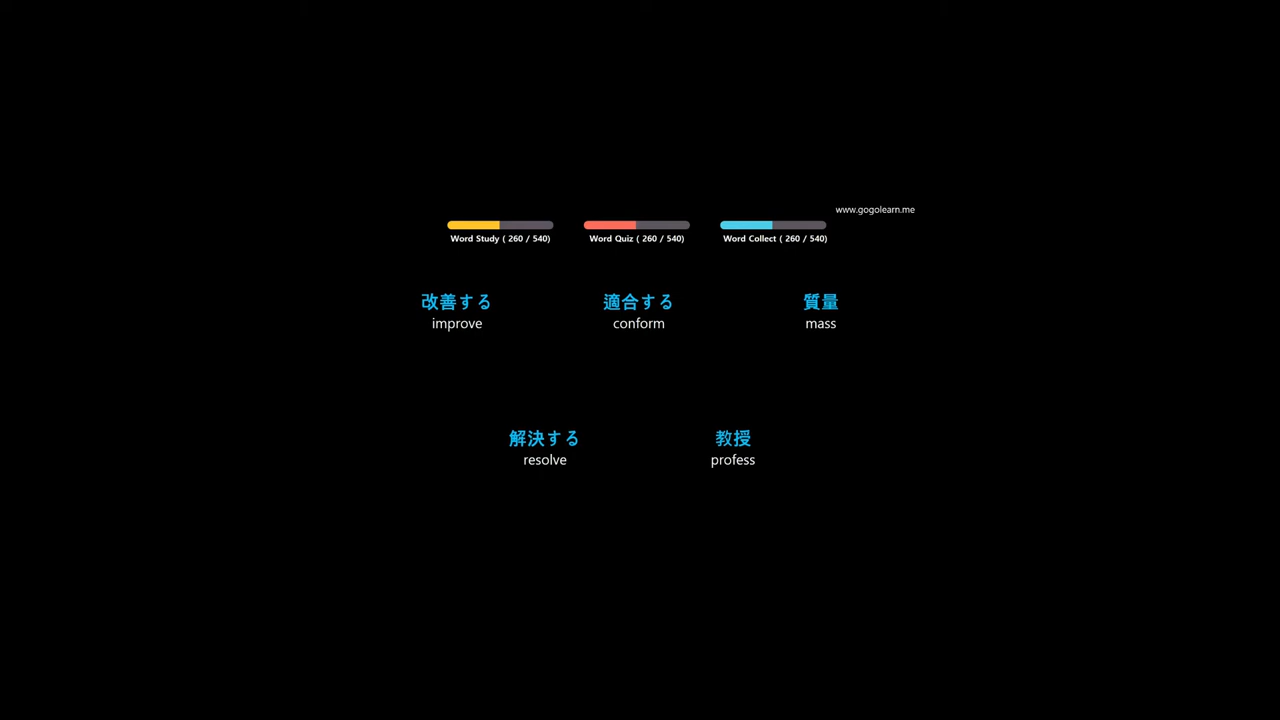 www.gogolearn.me
Word Study ( 260 / 540)
Word Quiz ( 260 / 540)
Word Collect ( 260 / 540)
改善する
improve
適合する
conform
質量
mass
解決する
resolve
教授
profess